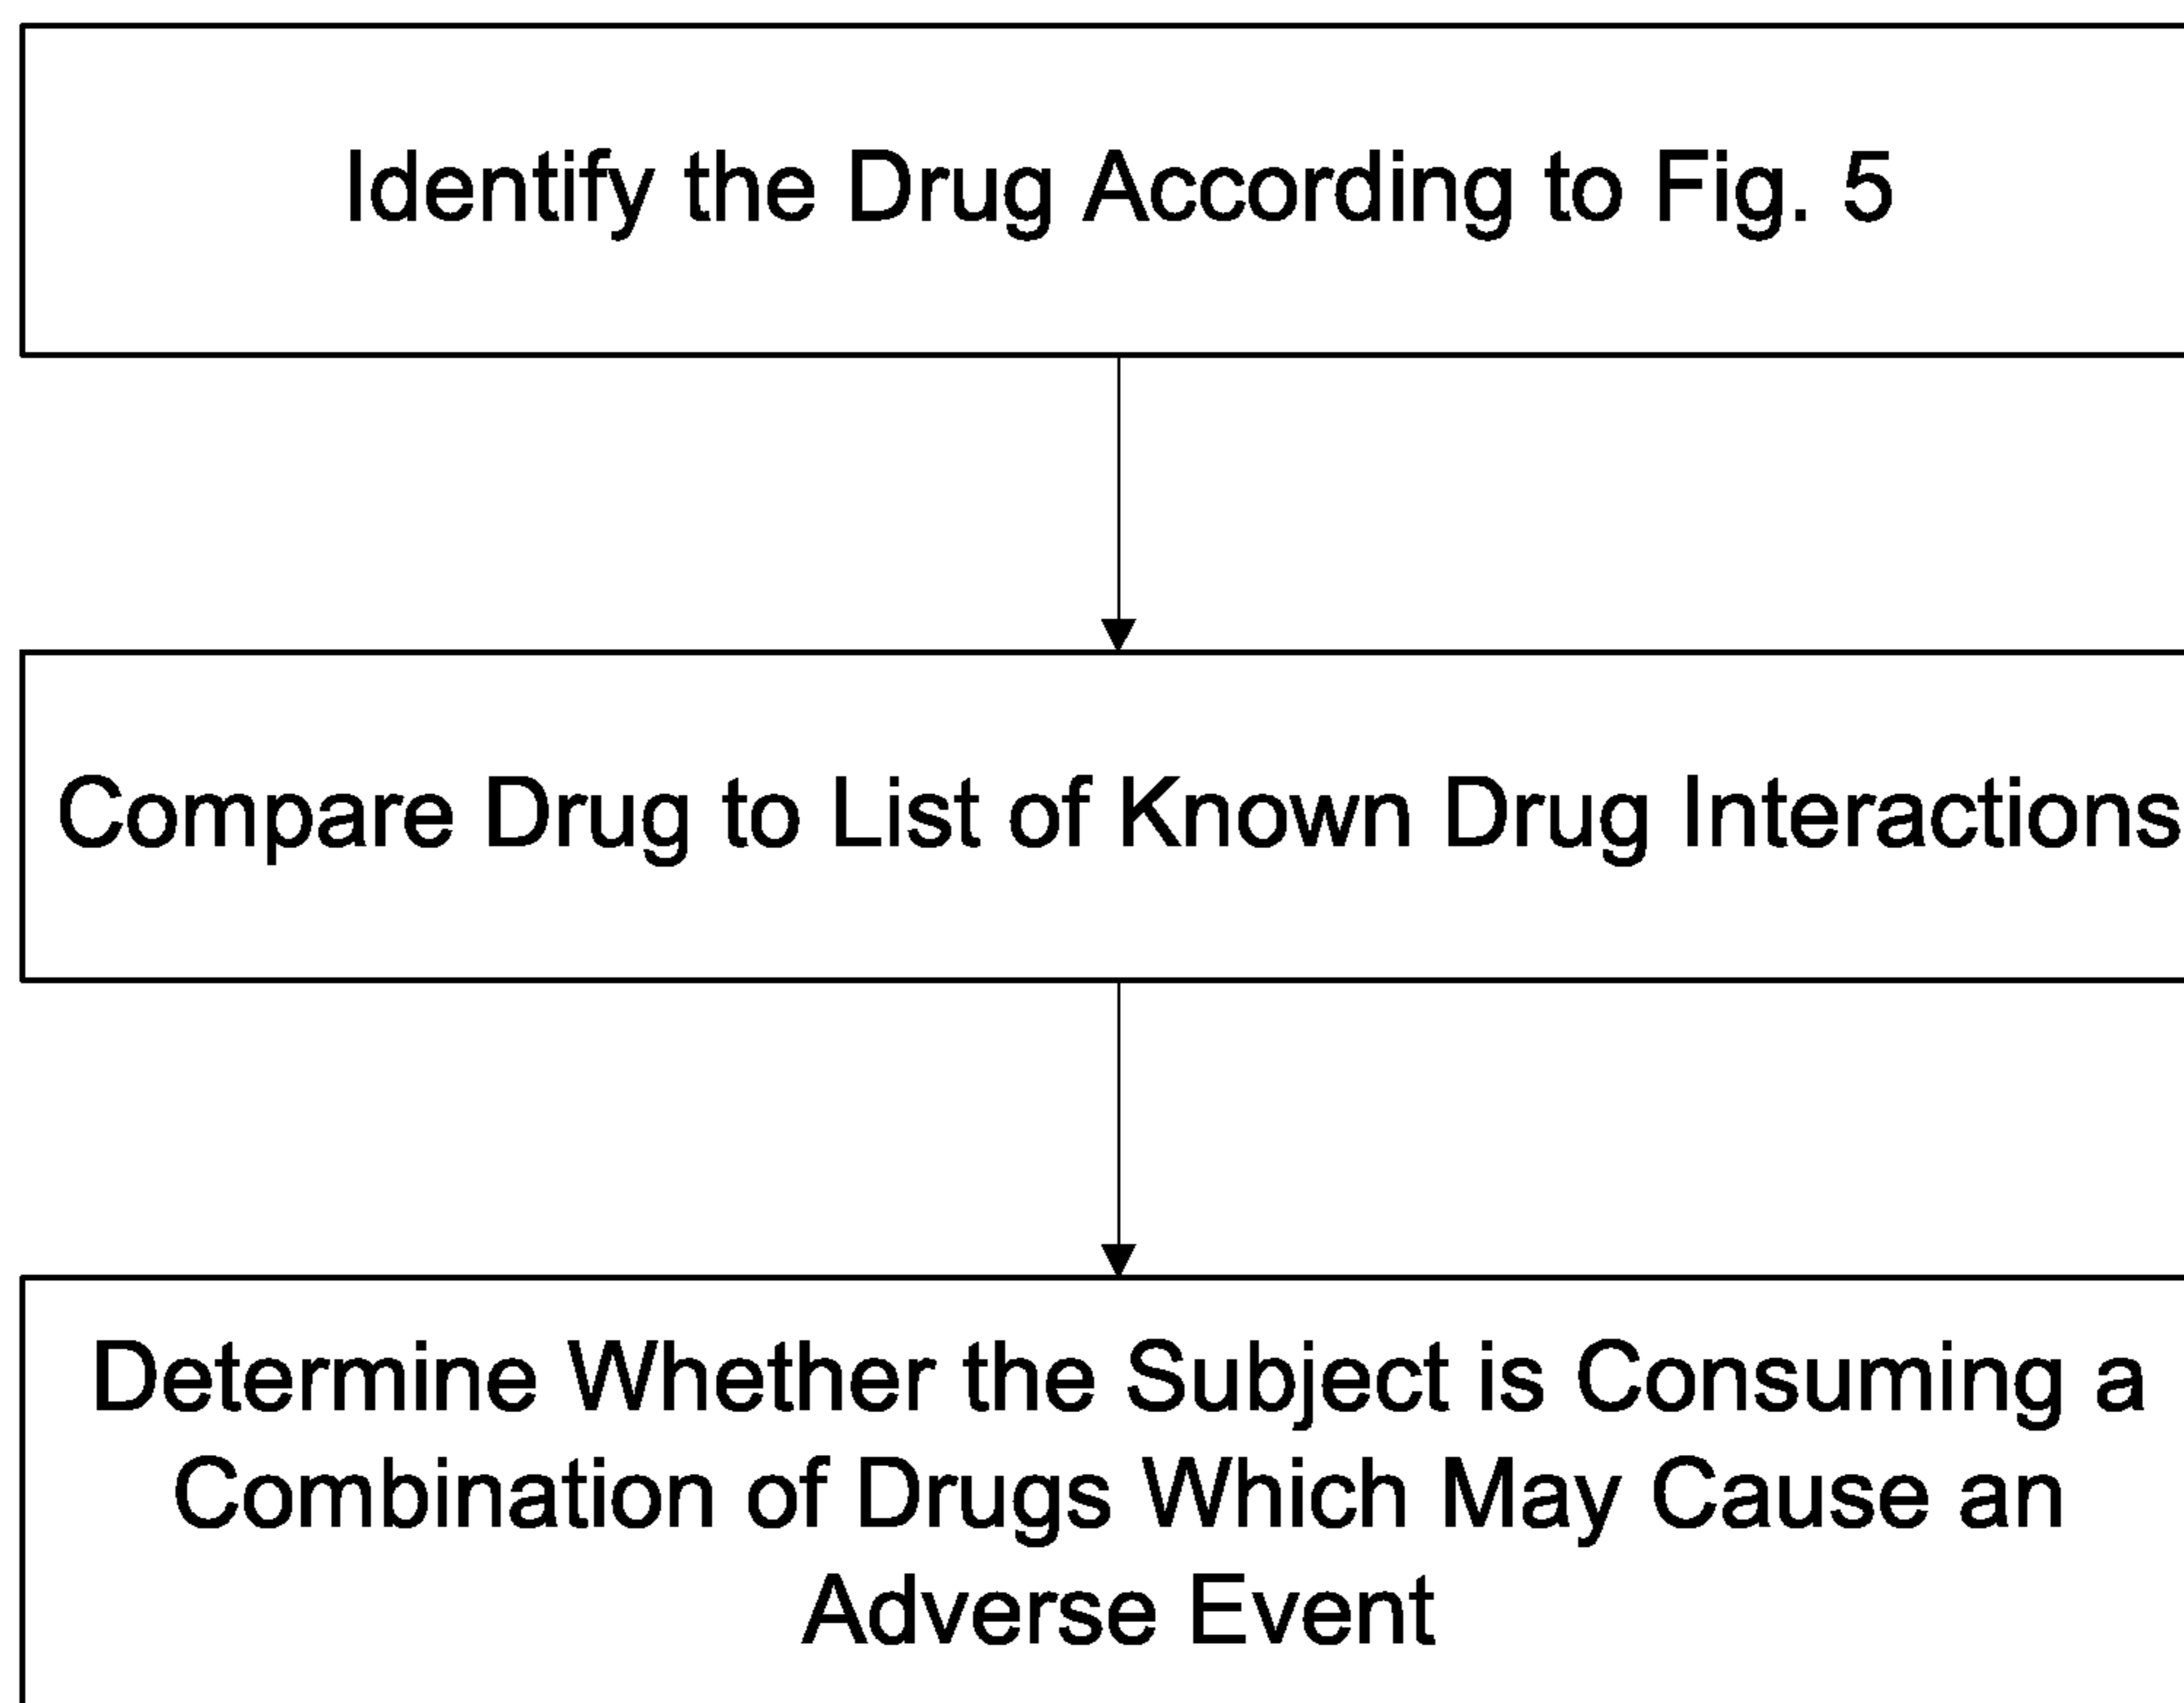 Identify the Drug According to Fig. 5
Compare Drug to List of Known Drug Interactions
Determine Whether the Subject is Consuming a
Combination of Drugs Which May Cause an
Adverse Event